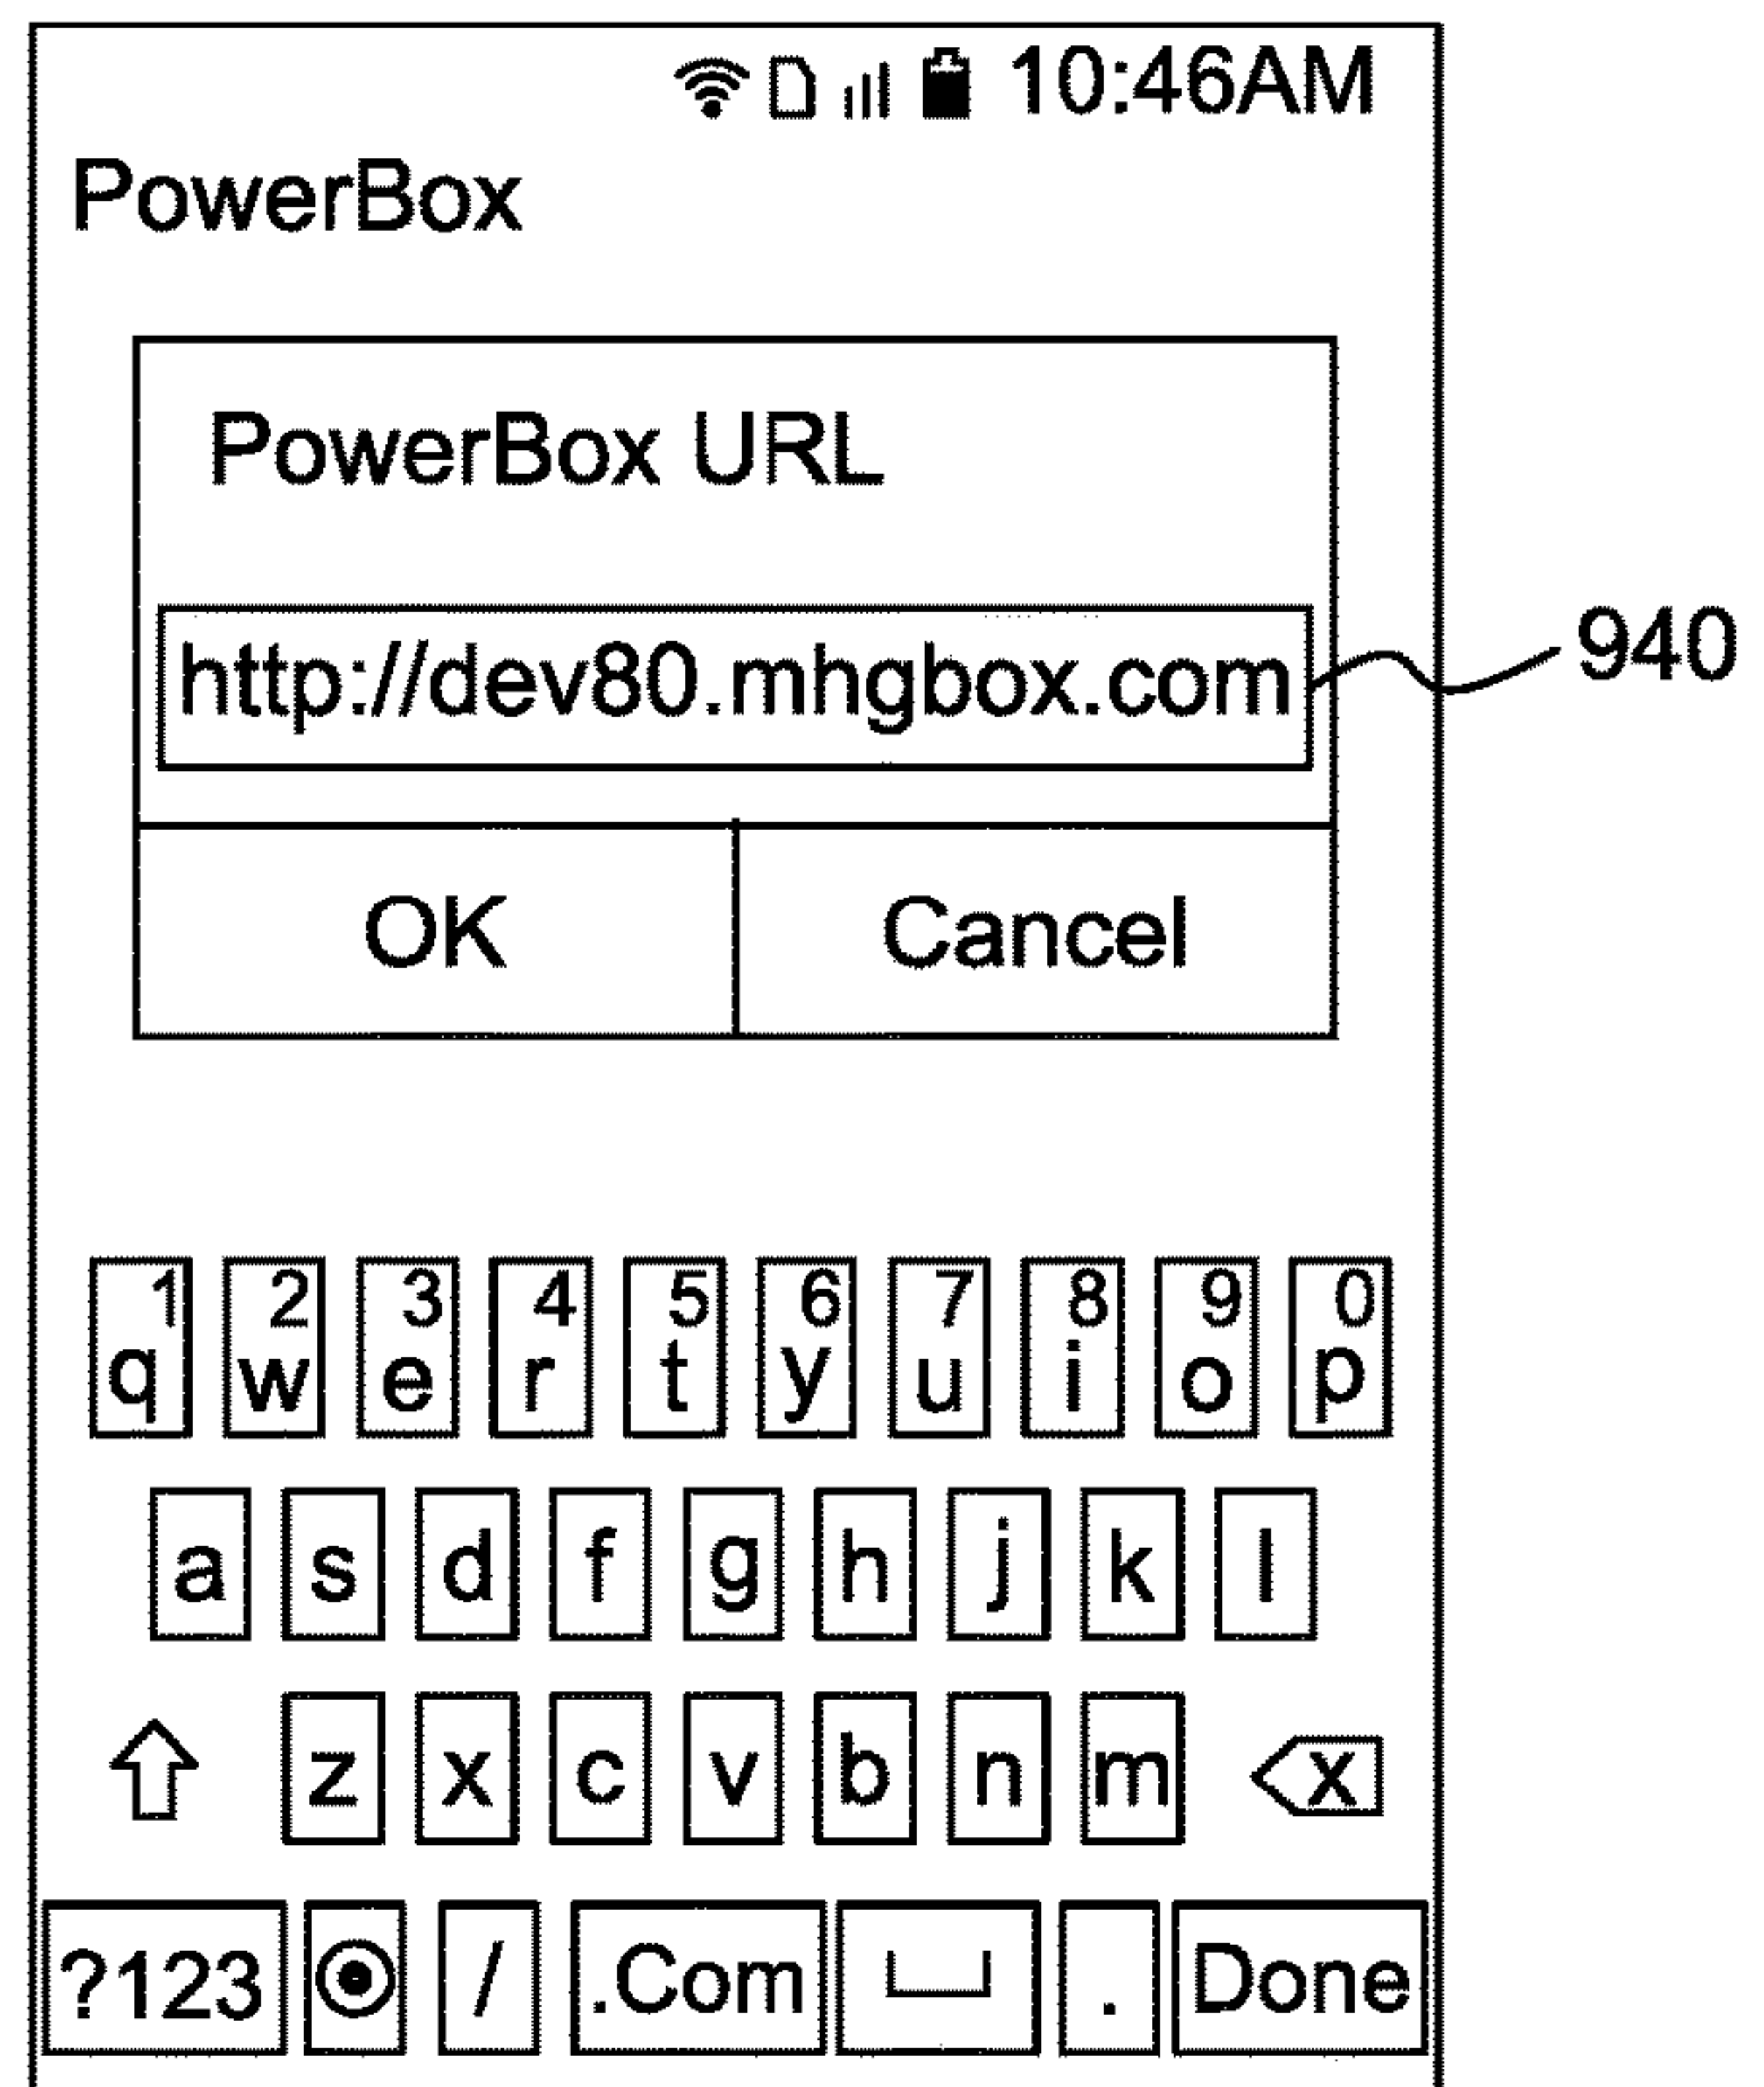 10:46AM
PowerBox
PowerBox URL
http://dev80.mhgbox.com
940
OK Cancel
1 2 3 4 5 6 7 8 9 0
q w e r t y u i o p
a s d f g h j k l
z x c v b n m x
?123 / .Com . Done